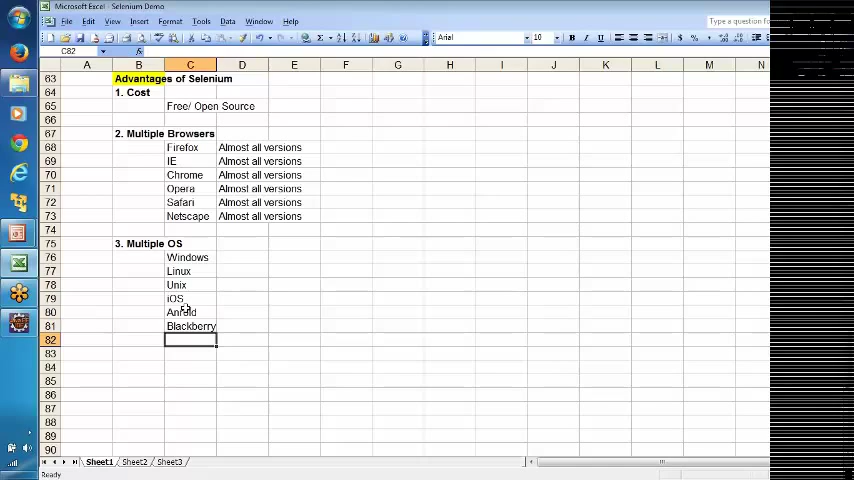 Microsoft Excel - Selenium Demo
File Edit View Insert Format Tools Data Window Help Type a question for
Arial 10 B I U
C82 fx
A B C D E F G H I J K L M N
63 Advantages of Selenium
64 1. Cost
65 Free/ Open Source
66
67 2. Multiple Browsers
68 Firefox Almost all versions
69 IE Almost all versions
70 Chrome Almost all versions
71 Opera Almost all versions
72 Safari Almost all versions
73 Netscape Almost all versions
74
75 3. Multiple OS
76 Windows
77 Linux
78 Unix
79 iOS
80 Anroid
81 Blackberry
82
83
84
85
86
87
88
89
90
Sheet1 Sheet2 Sheet3
Ready